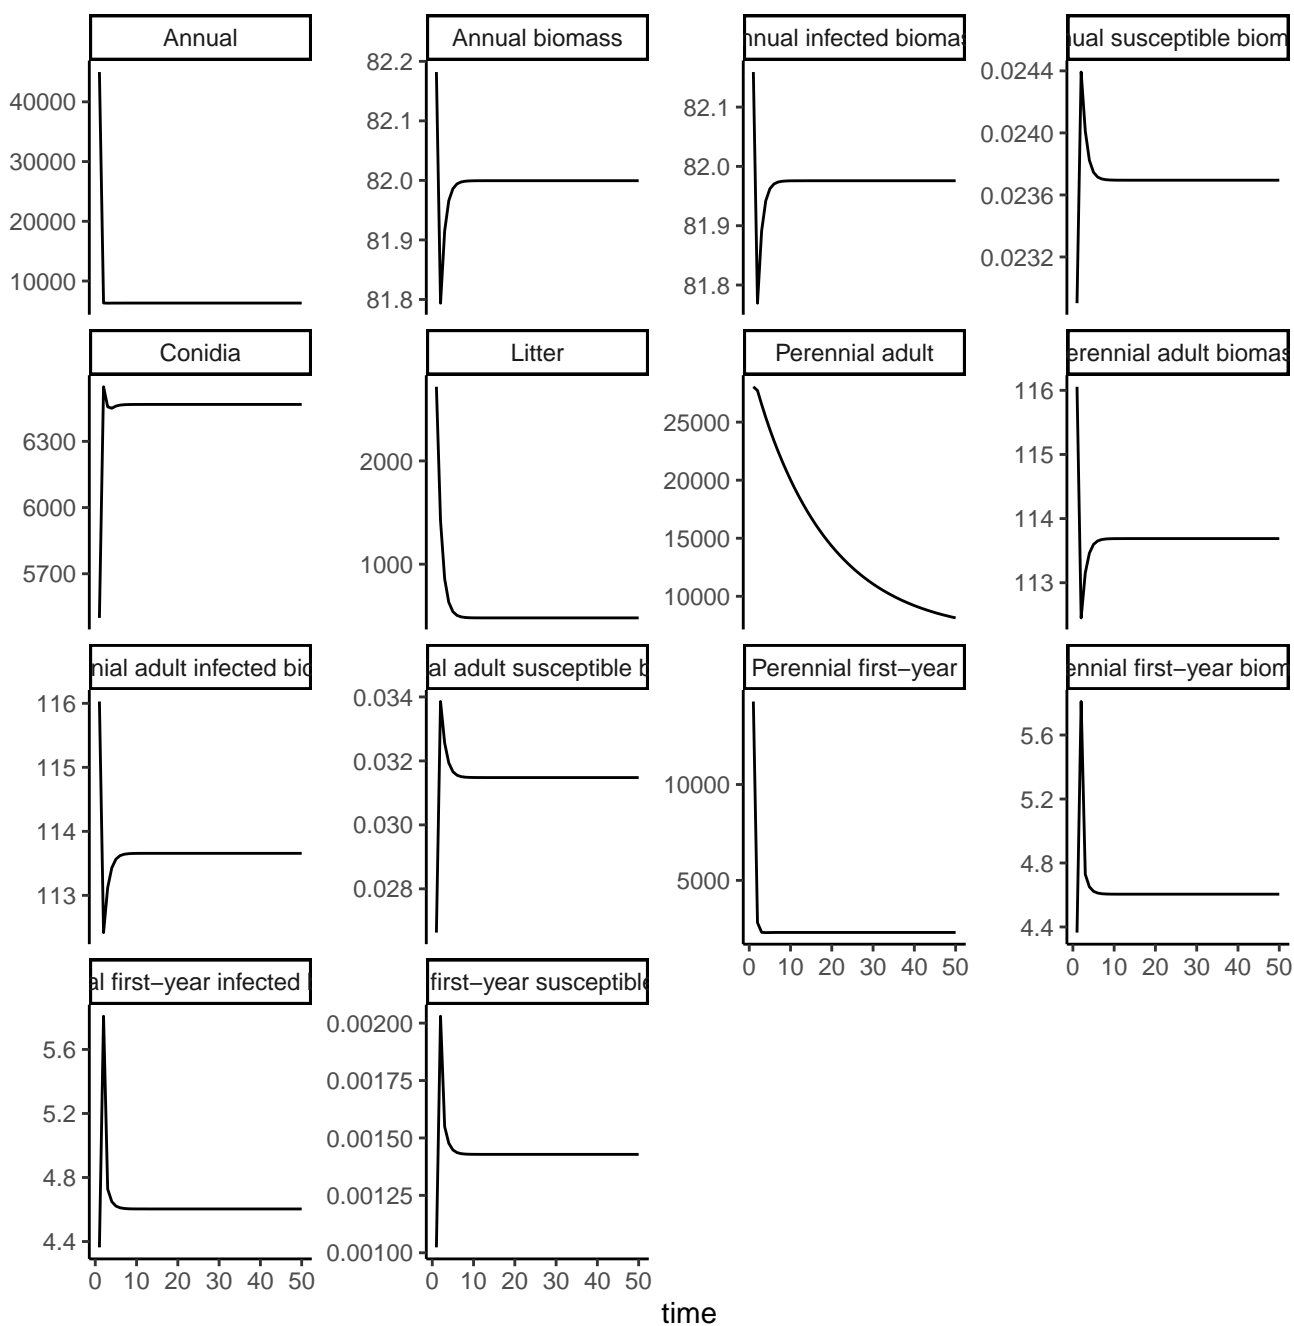 Annual
Annual biomass
nnual infected biomas
ual susceptible biom
40000
30000
20000
10000
82.2
82.1
82.0
81.9
81.8
82.1
82.0
81.9
81.8
0.0244
0.0240
0.0236
0.0232
Conidia
Litter
Perennial adult
erennial adult biomas
6300
6000
5700
2000
1000
25000
20000
15000
10000
116
115
114
113
nial adult infected bio
al adult susceptible b
Perennial first−year
ennial first−year biom
116
115
114
113
0.034
0.032
0.030
0.028
10000
5000
5.6
5.2
4.8
4.4
0 10 20 30 40 50
0 10 20 30 40 50
al first−year infected
first−year susceptible
5.6
5.2
4.8
4.4
0.00200
0.00175
0.00150
0.00125
0.00100
0 10 20 30 40 50
0 10 20 30 40 50
time